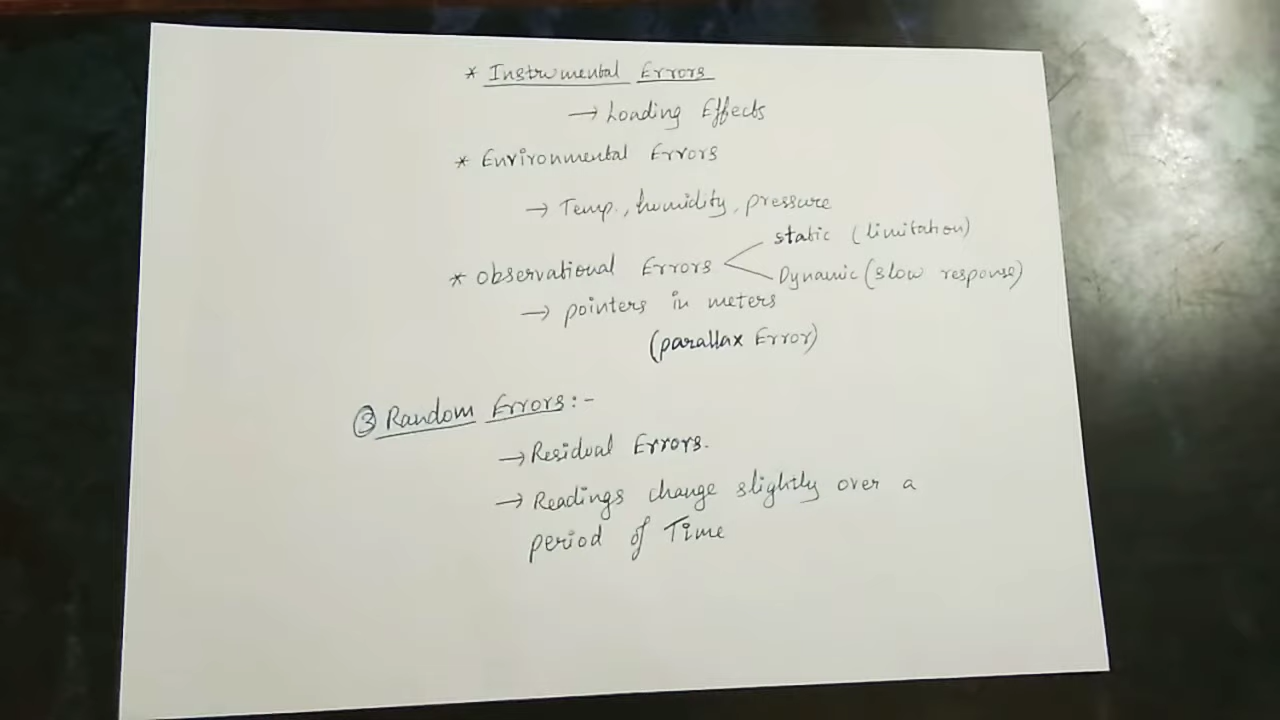 * Instrumental Errors
→ Loading Effects
* Environmental Errors
→ Temp., humidity, pressure
static (limitation)
* Observational Errors
Dynamic (slow response)
→ pointers in meters
(parallax Error)
③ Random Errors:-
→ Residual Errors.
→ Readings change slightly over a
period of Time